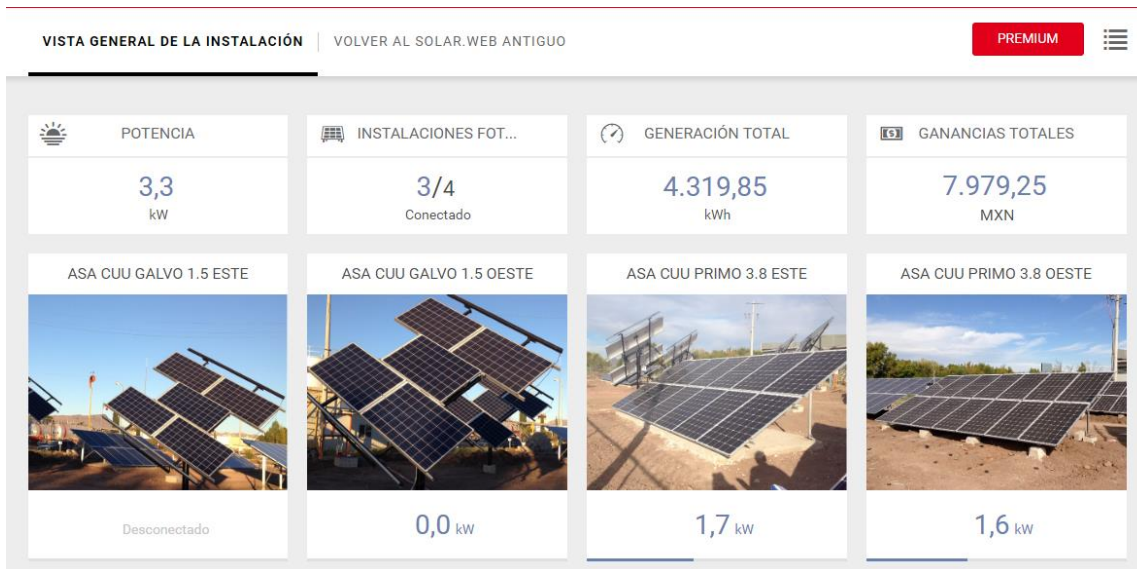 VISTA GENERAL DE LA INSTALACIÓN
VOLVER AL SOLAR.WEB ANTIGUO
PREMIUM
POTENCIA
3,3
kW
INSTALACIONES FOT...
3/4
Conectado
GENERACIÓN TOTAL
4.319,85
kWh
GANANCIAS TOTALES
7.979,25
MXN
ASA CUU GALVO 1.5 ESTE
Desconectado
ASA CUU GALVO 1.5 OESTE
0,0 kW
ASA CUU PRIMO 3.8 ESTE
1,7 kW
ASA CUU PRIMO 3.8 OESTE
1,6 kW